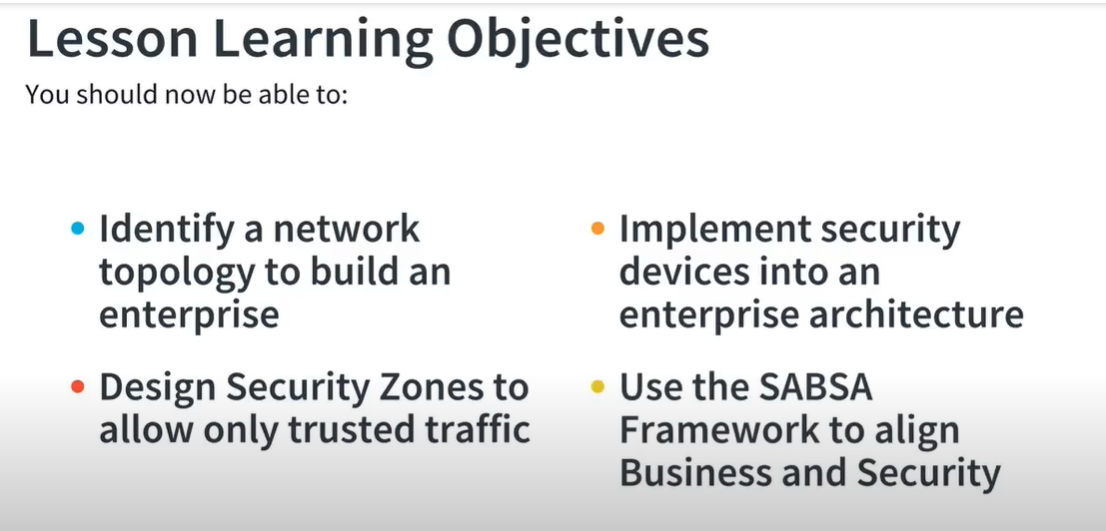 Lesson Learning Objectives
You should now be able to:
• Identify a network
topology to build an
enterprise
• Design Security Zones to
allow only trusted traffic
• Implement security
devices into an
enterprise architecture
• Use the SABSA
Framework to align
Business and Security